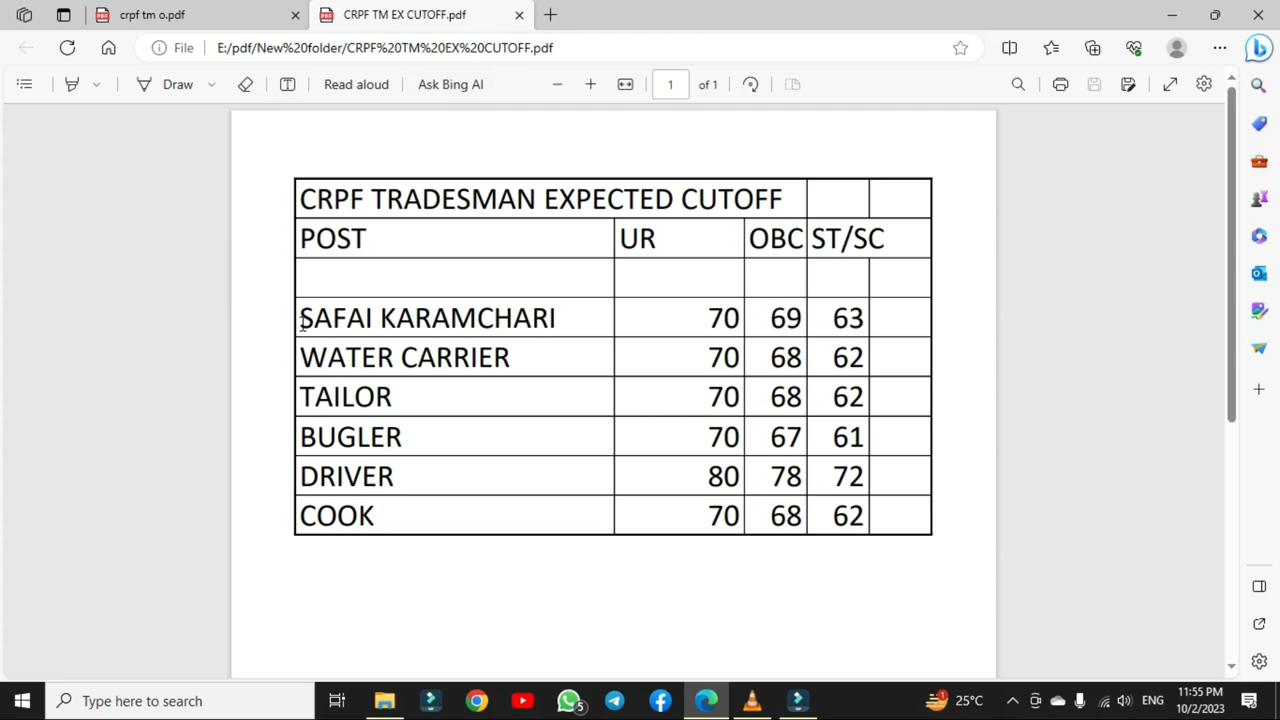 crpf tm o.pdf
CRPF TM EX CUTOFF.pdf
File E:/pdf/New%20folder/CRPF%20TM%20EX%20CUTOFF.pdf
Draw Read aloud Ask Bing AI 1 of 1
CRPF TRADESMAN EXPECTED CUTOFF
POST UR OBC ST/SC
SAFAI KARAMCHARI 70 69 63
WATER CARRIER 70 68 62
TAILOR 70 68 62
BUGLER 70 67 61
DRIVER 80 78 72
COOK 70 68 62
Type here to search 5 1 25°C ENG 11:55 PM
10/2/2023